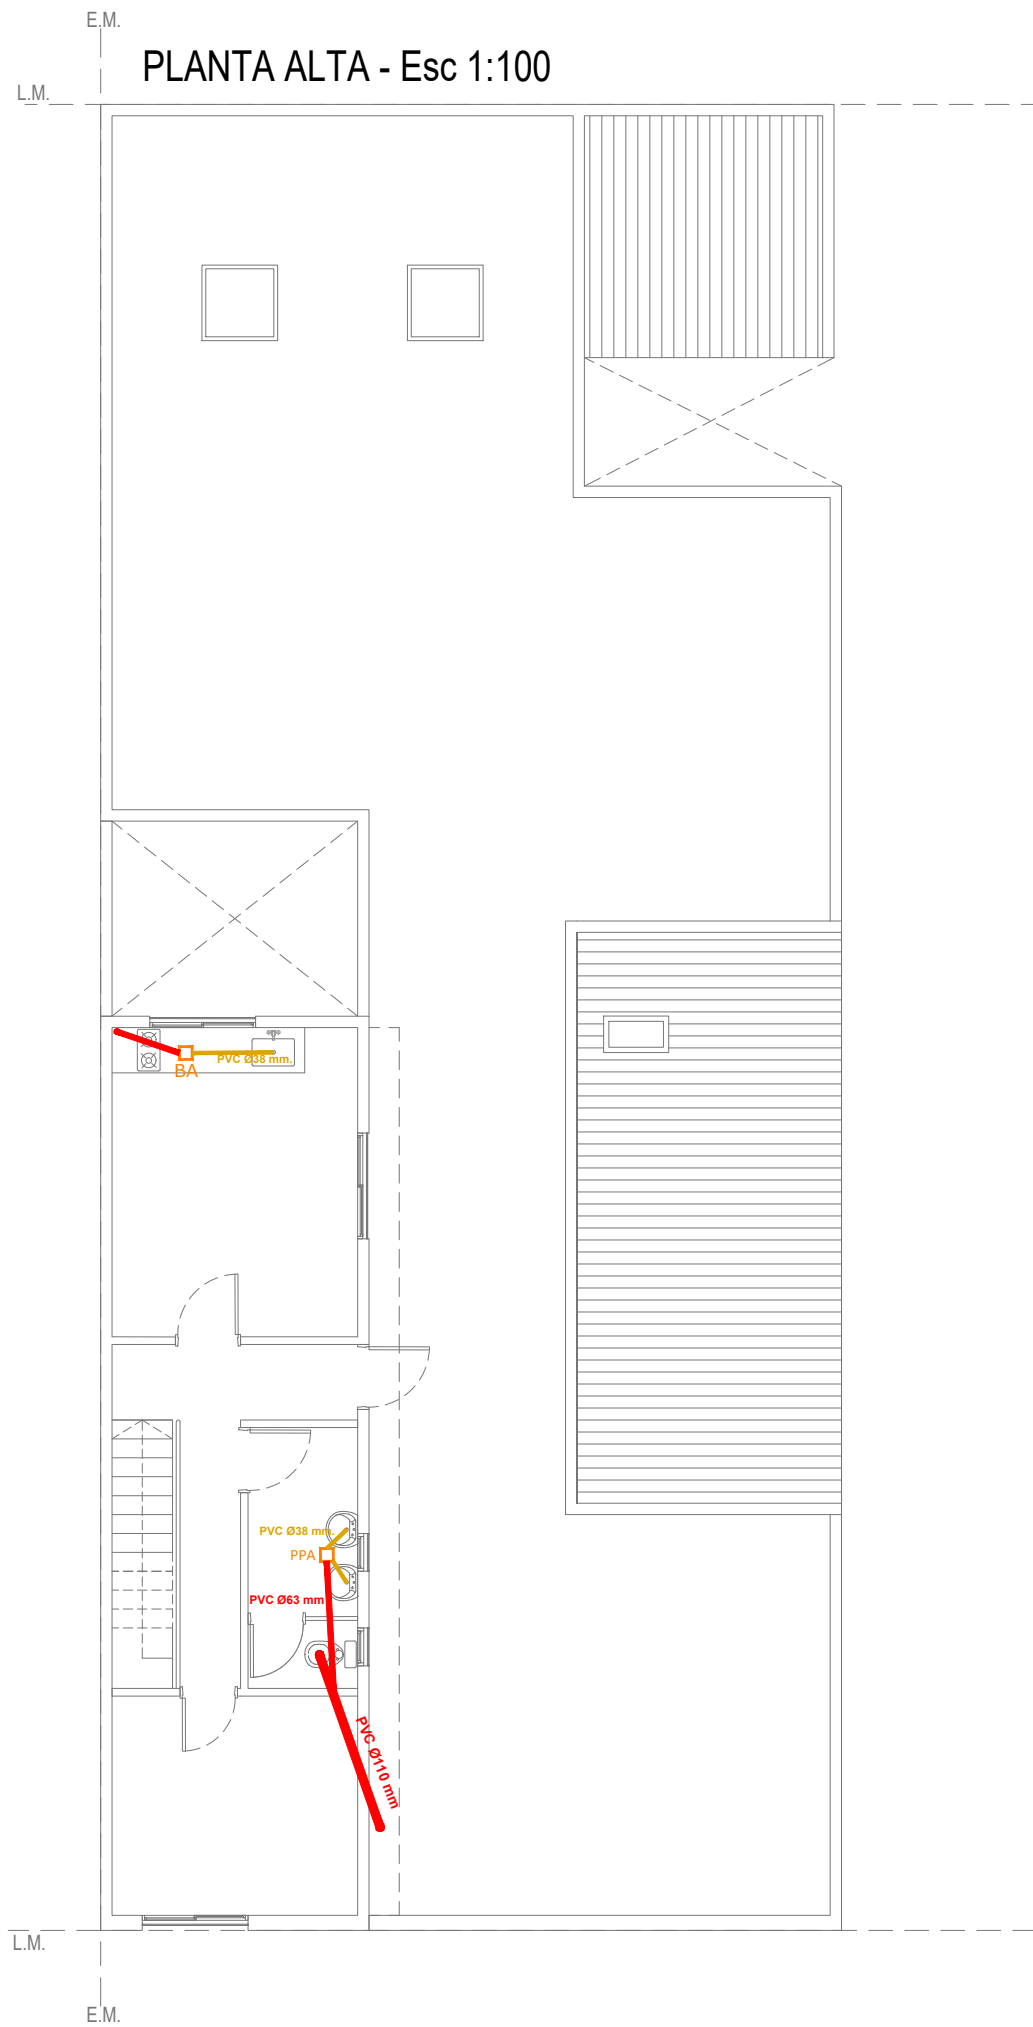 E.M.
PLANTA ALTA - Esc 1:100
L.M.
PVC Ø38 mm.
BA
PVC Ø38 mm.
PPA
PVC Ø63 mm
PVC Ø110 mm
L.M.
E.M.